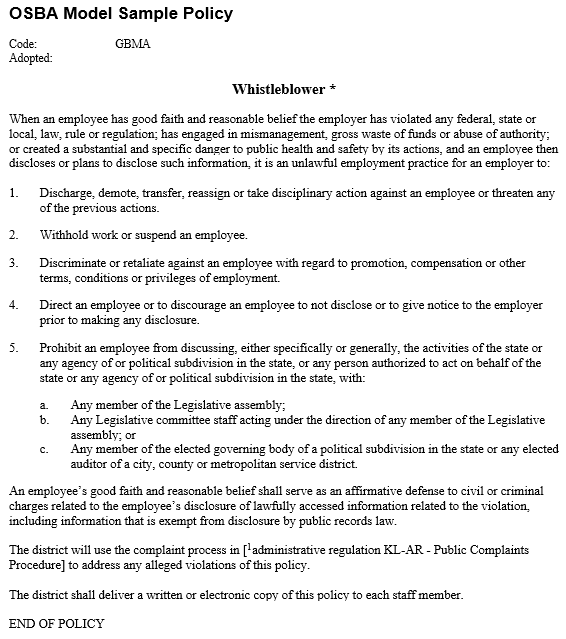 OSBA Model Sample Policy
Code: GBMA
Adopted:
Whistleblower *
When an employee has good faith and reasonable belief the employer has violated any federal, state or
local, law, rule or regulation; has engaged in mismanagement, gross waste of funds or abuse of authority;
or created a substantial and specific danger to public health and safety by its actions, and an employee then
discloses or plans to disclose such information, it is an unlawful employment practice for an employer to:
1. Discharge, demote, transfer, reassign or take disciplinary action against an employee or threaten any
of the previous actions.
2. Withhold work or suspend an employee.
3. Discriminate or retaliate against an employee with regard to promotion, compensation or other
terms, conditions or privileges of employment.
4. Direct an employee or to discourage an employee to not disclose or to give notice to the employer
prior to making any disclosure.
5. Prohibit an employee from discussing, either specifically or generally, the activities of the state or
any agency of or political subdivision in the state, or any person authorized to act on behalf of the
state or any agency of or political subdivision in the state, with:
a. Any member of the Legislative assembly;
b. Any Legislative committee staff acting under the direction of any member of the Legislative
assembly; or
c. Any member of the elected governing body of a political subdivision in the state or any elected
auditor of a city, county or metropolitan service district.
An employee's good faith and reasonable belief shall serve as an affirmative defense to civil or criminal
charges related to the employee's disclosure of lawfully accessed information related to the violation,
including information that is exempt from disclosure by public records law.
The district will use the complaint process in [¹administrative regulation KL-AR - Public Complaints
Procedure] to address any alleged violations of this policy.
The district shall deliver a written or electronic copy of this policy to each staff member.
END OF POLICY